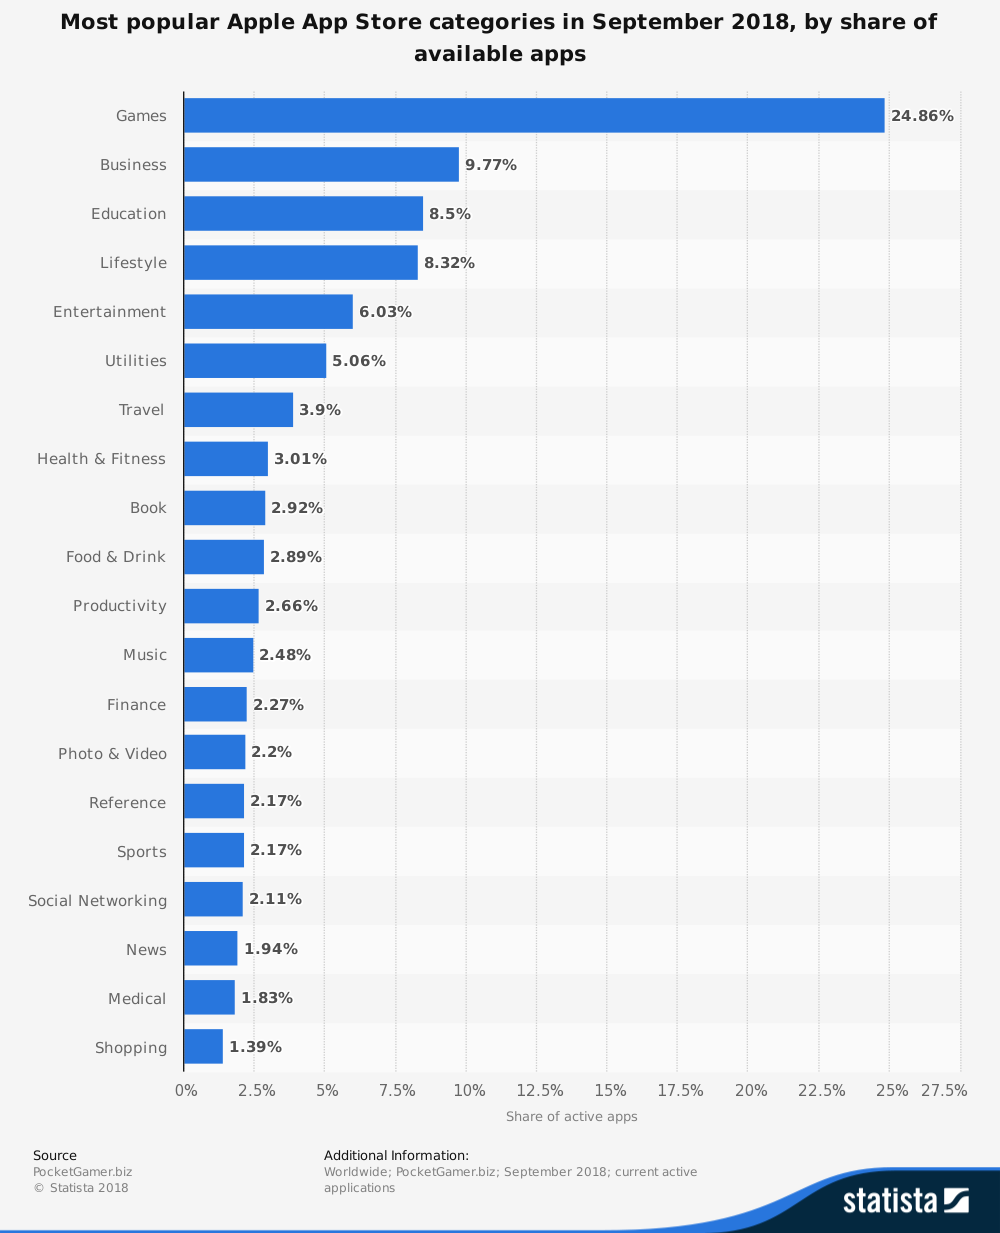 Most popular Apple App Store categories in September 2018, by share of
available apps
Games 24.86%
Business 9.77%
Education 8.5%
Lifestyle 8.32%
Entertainment 6.03%
Utilities 5.06%
Travel 3.9%
Health & Fitness 3.01%
Book 2.92%
Food & Drink 2.89%
Productivity 2.66%
Music 2.48%
Finance 2.27%
Photo & Video 2.2%
Reference 2.17%
Sports 2.17%
Social Networking 2.11%
News 1.94%
Medical 1.83%
Shopping 1.39%
0% 2.5% 5% 7.5% 10% 12.5% 15% 17.5% 20% 22.5% 25% 27.5%
Share of active apps
Source
PocketGamer.biz
© Statista 2018
Additional Information:
Worldwide; PocketGamer.biz; September 2018; current active
applications
statista